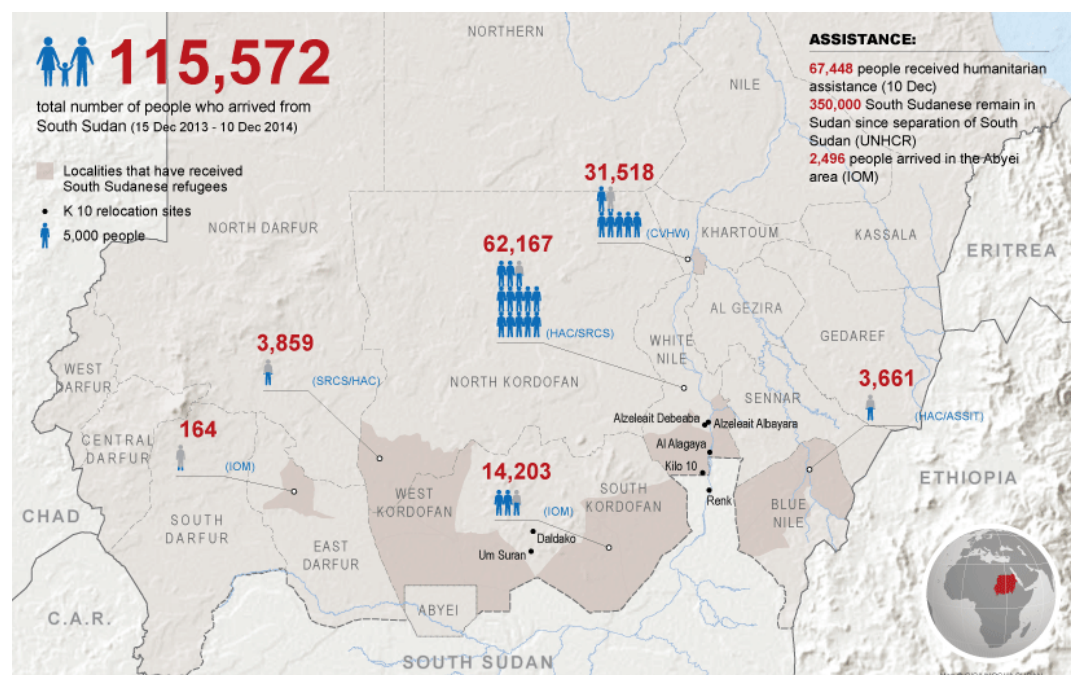 115,572
total number of people who arrived from
South Sudan (15 Dec 2013 - 10 Dec 2014)
Localities that have received
South Sudanese refugees
K 10 relocation sites
5,000 people
ASSISTANCE:
67,448 people received humanitarian
assistance (10 Dec)
350,000 South Sudanese remain in
Sudan since separation of South
Sudan (UNHCR)
2,496 people arrived in the Abyei
area (IOM)
NORTHERN
NILE
31,518
(CVHW)
KHARTOUM
KASSALA
ERITREA
NORTH DARFUR
62,167
(HAC/SRCS)
AL GEZIRA
GEDAREF
WHITE
NILE
3,859
(SRCS/HAC)
WEST
DARFUR
NORTH KORDOFAN
SENNAR
3,661
(HAC/ASSIT)
164
(IOM)
CENTRAL
DARFUR
Alzeleait Debeaba
Alzeleait Albayara
Al Alagaya
Kilo 10
Renk
14,203
(IOM)
WEST
KORDOFAN
SOUTH
KORDOFAN
BLUE
NILE
ETHIOPIA
CHAD
SOUTH
DARFUR
EAST
DARFUR
Daldako
Um Suran
ABYEI
C.A.R.
SOUTH SUDAN